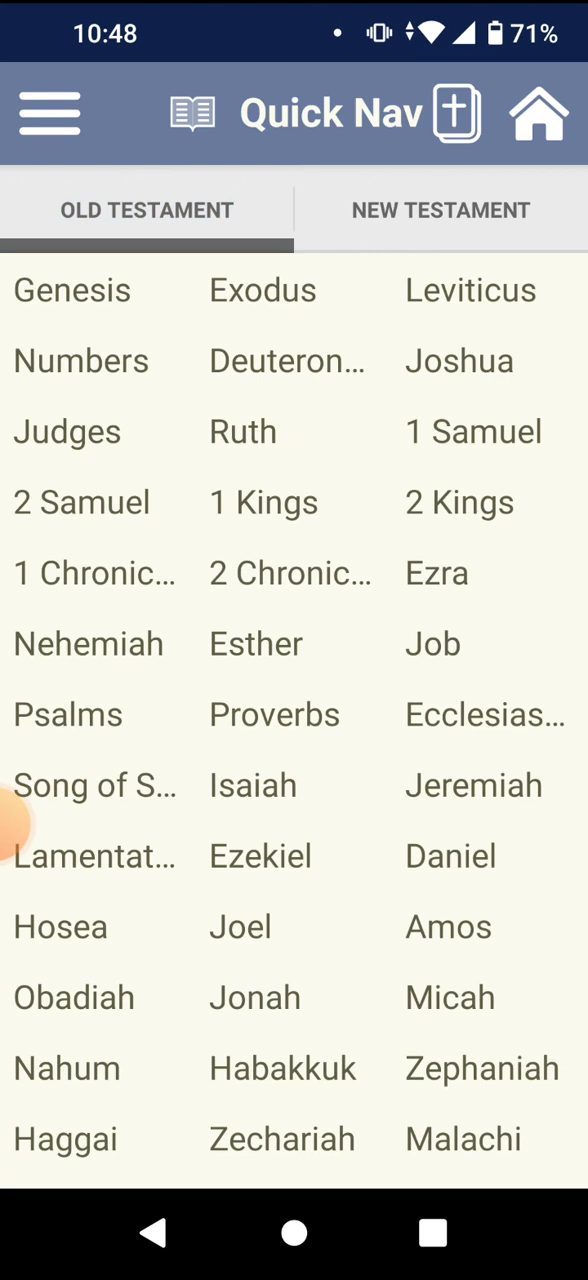 10:48 71%
Quick Nav
OLD TESTAMENT NEW TESTAMENT
Genesis Exodus Leviticus
Numbers Deuteron... Joshua
Judges Ruth 1 Samuel
2 Samuel 1 Kings 2 Kings
1 Chronic... 2 Chronic... Ezra
Nehemiah Esther Job
Psalms Proverbs Ecclesias...
Song of S... Isaiah Jeremiah
Lamentat... Ezekiel Daniel
Hosea Joel Amos
Obadiah Jonah Micah
Nahum Habakkuk Zephaniah
Haggai Zechariah Malachi